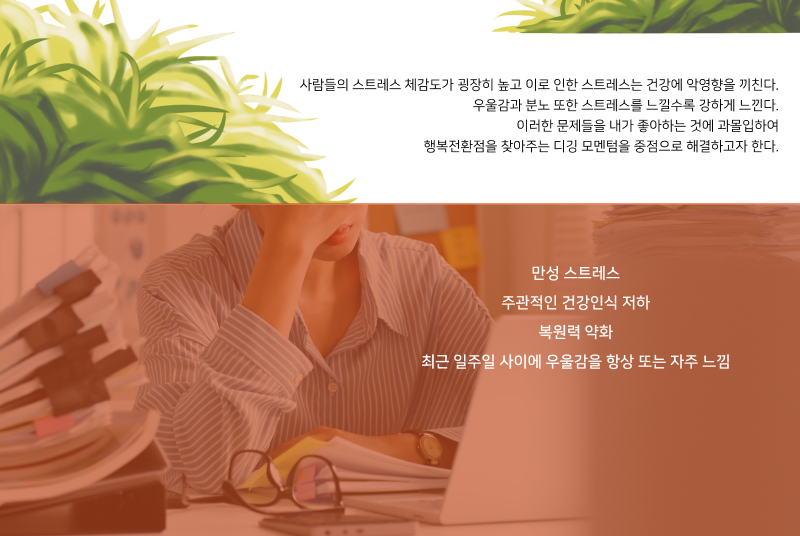 사람들의 스트레스 체감도가 굉장히 높고 이로 인한 스트레스는 건강에 악영향을 끼친다.
우울감과 분노 또한 스트레스를 느낄수록 강하게 느낀다.
이러한 문제들을 내가 좋아하는 것에 과몰입하여
행복전환점을 찾아주는 디깅 모멘텀을 중점으로 해결하고자 한다.
만성 스트레스
주관적인 건강인식 저하
복원력 약화
최근 일주일 사이에 우울감을 항상 또는 자주 느낌